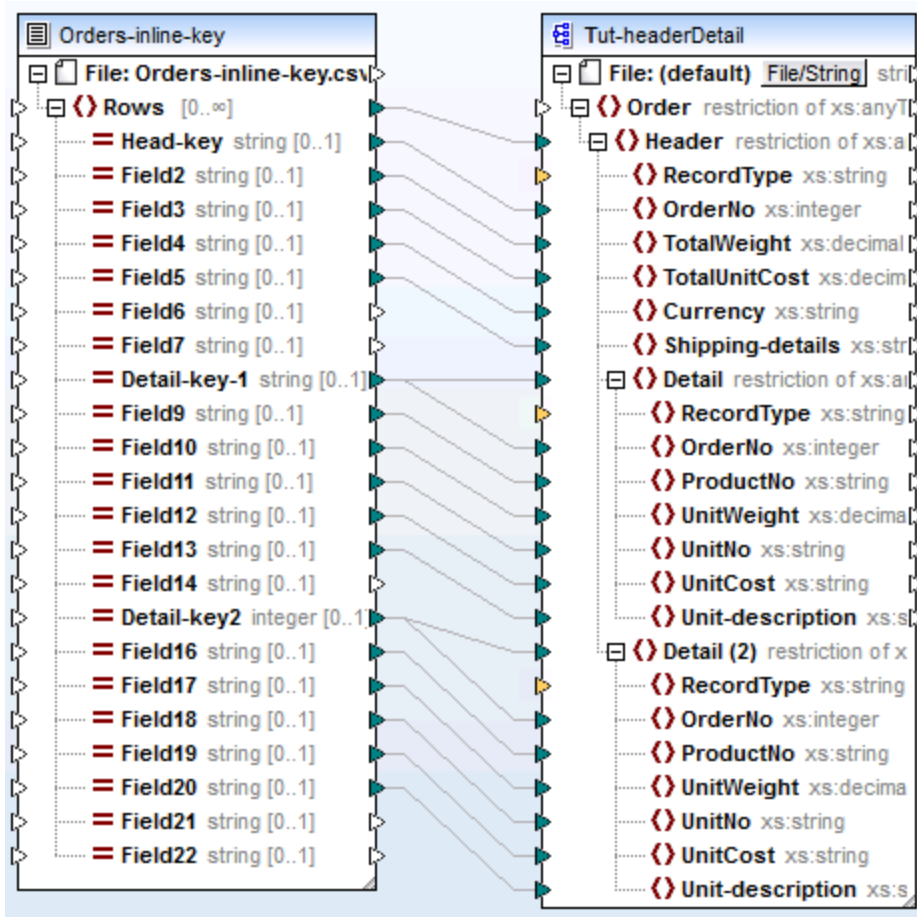 Orders-inline-key
File: Orders-inline-key.csv
Rows [0..∞]
Head-key string [0..1]
Field2 string [0..1]
Field3 string [0..1]
Field4 string [0..1]
Field5 string [0..1]
Field6 string [0..1]
Field7 string [0..1]
Detail-key-1 string [0..1]
Field9 string [0..1]
Field10 string [0..1]
Field11 string [0..1]
Field12 string [0..1]
Field13 string [0..1]
Field14 string [0..1]
Detail-key2 integer [0..1]
Field16 string [0..1]
Field17 string [0..1]
Field18 string [0..1]
Field19 string [0..1]
Field20 string [0..1]
Field21 string [0..1]
Field22 string [0..1]
Tut-headerDetail
File: (default) File/String stri
Order restriction of xs:anyT
Header restriction of xs:a
RecordType xs:string
OrderNo xs:integer
TotalWeight xs:decimal
TotalUnitCost xs:decim
Currency xs:string
Shipping-details xs:str
Detail restriction of xs:a
RecordType xs:string
OrderNo xs:integer
ProductNo xs:string
UnitWeight xs:decima
UnitNo xs:string
UnitCost xs:string
Unit-description xs:s
Detail (2) restriction of x
RecordType xs:string
OrderNo xs:integer
ProductNo xs:string
UnitWeight xs:decima
UnitNo xs:string
UnitCost xs:string
Unit-description xs:s